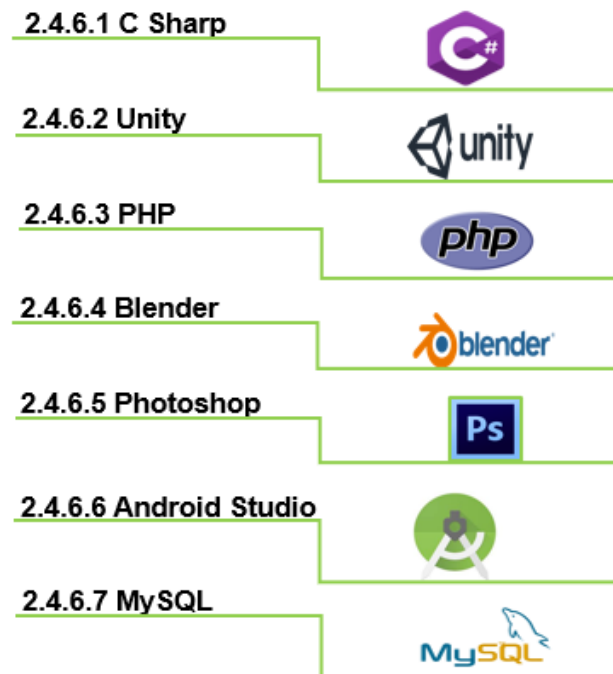 2.4.6.1 C Sharp
C#
2.4.6.2 Unity
unity
2.4.6.3 PHP
php
2.4.6.4 Blender
blender
2.4.6.5 Photoshop
Ps
2.4.6.6 Android Studio
2.4.6.7 MySQL
MySQL